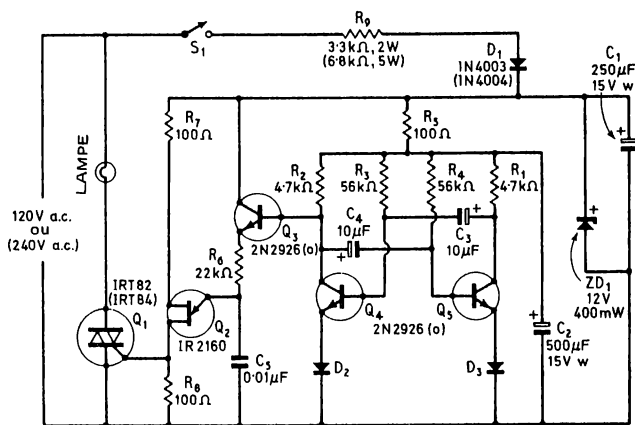 S1
R9
3.3kΩ, 2W
(6.8kΩ, 5W)
D1
1N4003
(1N4004)
C1
250µF
15V w
+
R7
100Ω
R5
100Ω
R2
4.7kΩ
R3
56kΩ
R4
56kΩ
R1
4.7kΩ
LAMPE
120V a.c.
ou
(240V a.c.)
Q3
2N2926 (o)
C4
10µF
+
+
C3
10µF
+
ZD1
12V
400mW
R6
22kΩ
IRT82
(IRT84)
Q1
Q2
IR2160
Q4
Q5
2N2926 (o)
+
C2
500µF
15V w
R8
100Ω
C5
0.01µF
D2
D3